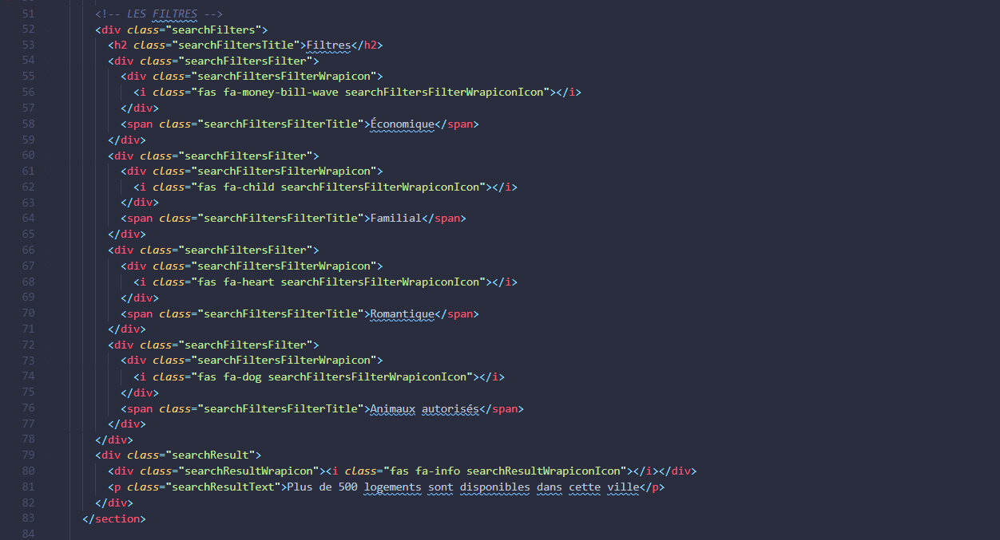 51 <!-- LES FILTRES -->
52 <div class="searchFilters">
53 <h2 class="searchFiltersTitle">Filtres</h2>
54 <div class="searchFiltersFilter">
55 <div class="searchFiltersFilterWrapicon">
56 <i class="fas fa-money-bill-wave searchFiltersFilterWrapiconIcon"></i>
57 </div>
58 <span class="searchFiltersFilterTitle">Économique</span>
59 </div>
60 <div class="searchFiltersFilter">
61 <div class="searchFiltersFilterWrapicon">
62 <i class="fas fa-child searchFiltersFilterWrapiconIcon"></i>
63 </div>
64 <span class="searchFiltersFilterTitle">Familial</span>
65 </div>
66 <div class="searchFiltersFilter">
67 <div class="searchFiltersFilterWrapicon">
68 <i class="fas fa-heart searchFiltersFilterWrapiconIcon"></i>
69 </div>
70 <span class="searchFiltersFilterTitle">Romantique</span>
71 </div>
72 <div class="searchFiltersFilter">
73 <div class="searchFiltersFilterWrapicon">
74 <i class="fas fa-dog searchFiltersFilterWrapiconIcon"></i>
75 </div>
76 <span class="searchFiltersFilterTitle">Animaux autorisés</span>
77 </div>
78 </div>
79 <div class="searchResult">
80 <div class="searchResultWrapicon"><i class="fas fa-info searchResultWrapiconIcon"></i></div>
81 <p class="searchResultText">Plus de 500 logements sont disponibles dans cette ville</p>
82 </div>
83 </section>
84